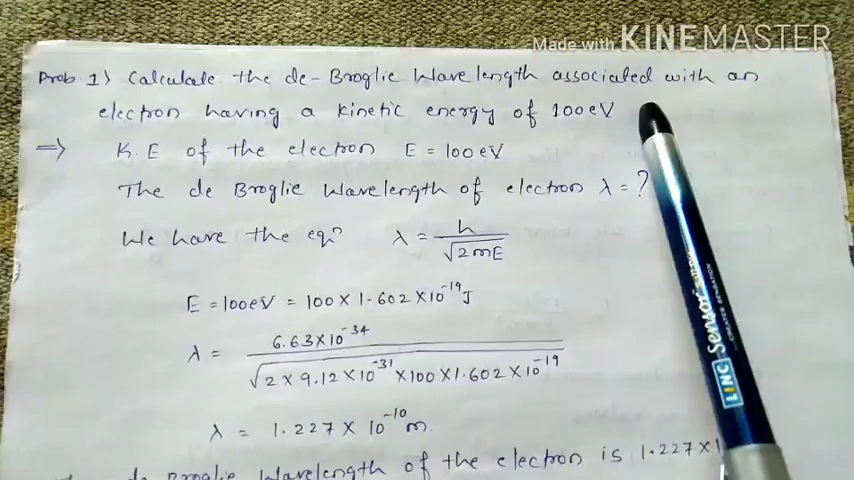 Made with KINEMASTER
Prob 1) Calculate the de-Broglie Wavelength associated with an
electron having a kinetic energy of 100eV
⇒ K.E of the electron E = 100eV
The de Broglie Wavelength of electron λ = ?
We have the eqn λ = h / √2mE
E = 100eV = 100 × 1.602 × 10^-19 J
λ = 6.63 × 10^-34 / √2 × 9.12 × 10^-31 × 100 × 1.602 × 10^-19
λ = 1.227 × 10^-10 m.
de Broglie Wavelength of the electron is 1.227×1
LINC Sensor